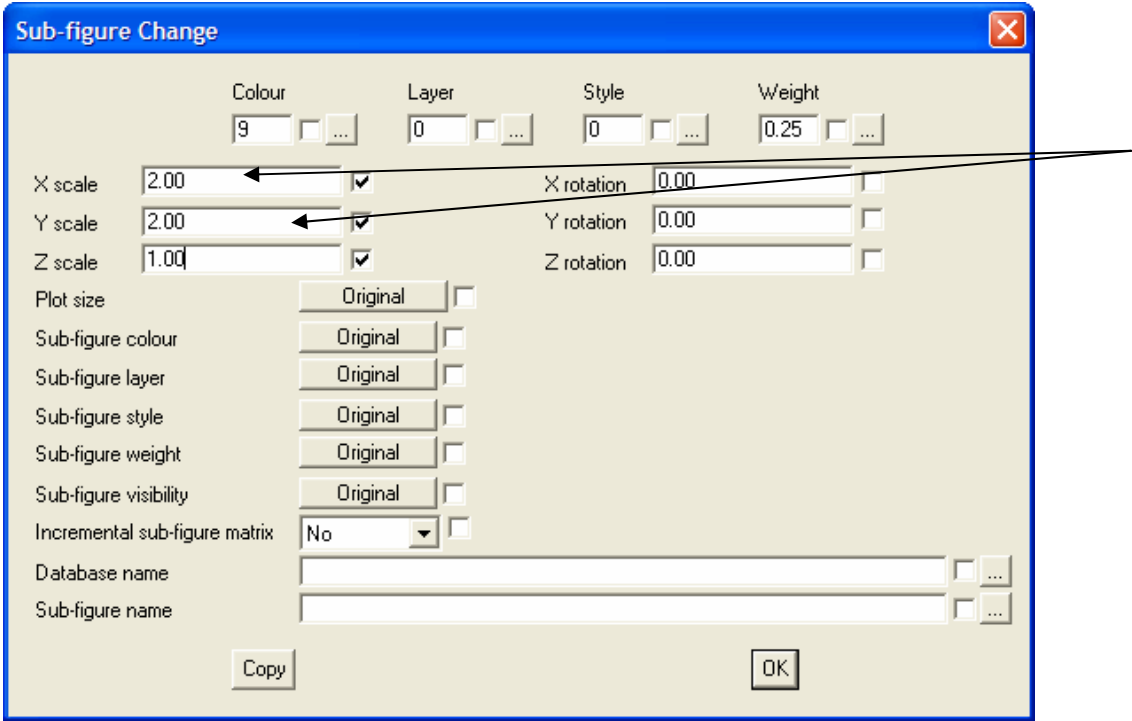 Sub-figure Change
Colour Layer Style Weight
9 ... 0 ... 0 ... 0.25 ...
X scale 2.00 X rotation 0.00
Y scale 2.00 Y rotation 0.00
Z scale 1.00 Z rotation 0.00
Plot size Original
Sub-figure colour Original
Sub-figure layer Original
Sub-figure style Original
Sub-figure weight Original
Sub-figure visibility Original
Incremental sub-figure matrix No
Database name ...
Sub-figure name ...
Copy OK